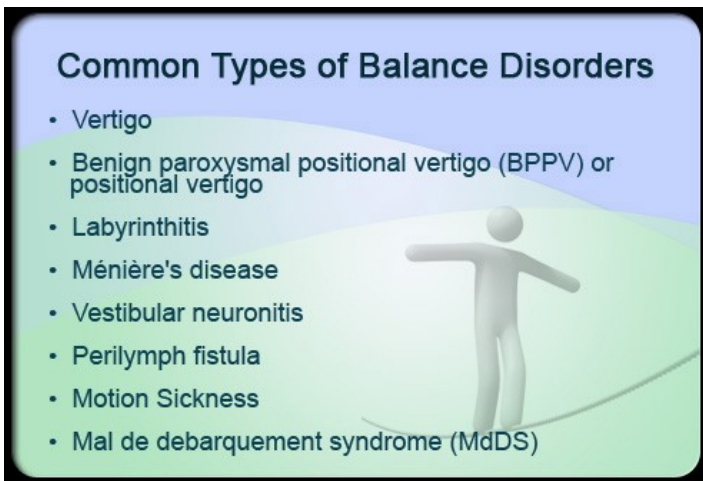 Common Types of Balance Disorders
• Vertigo
• Benign paroxysmal positional vertigo (BPPV) or
positional vertigo
• Labyrinthitis
• Ménière's disease
• Vestibular neuronitis
• Perilymph fistula
• Motion Sickness
• Mal de debarquement syndrome (MdDS)